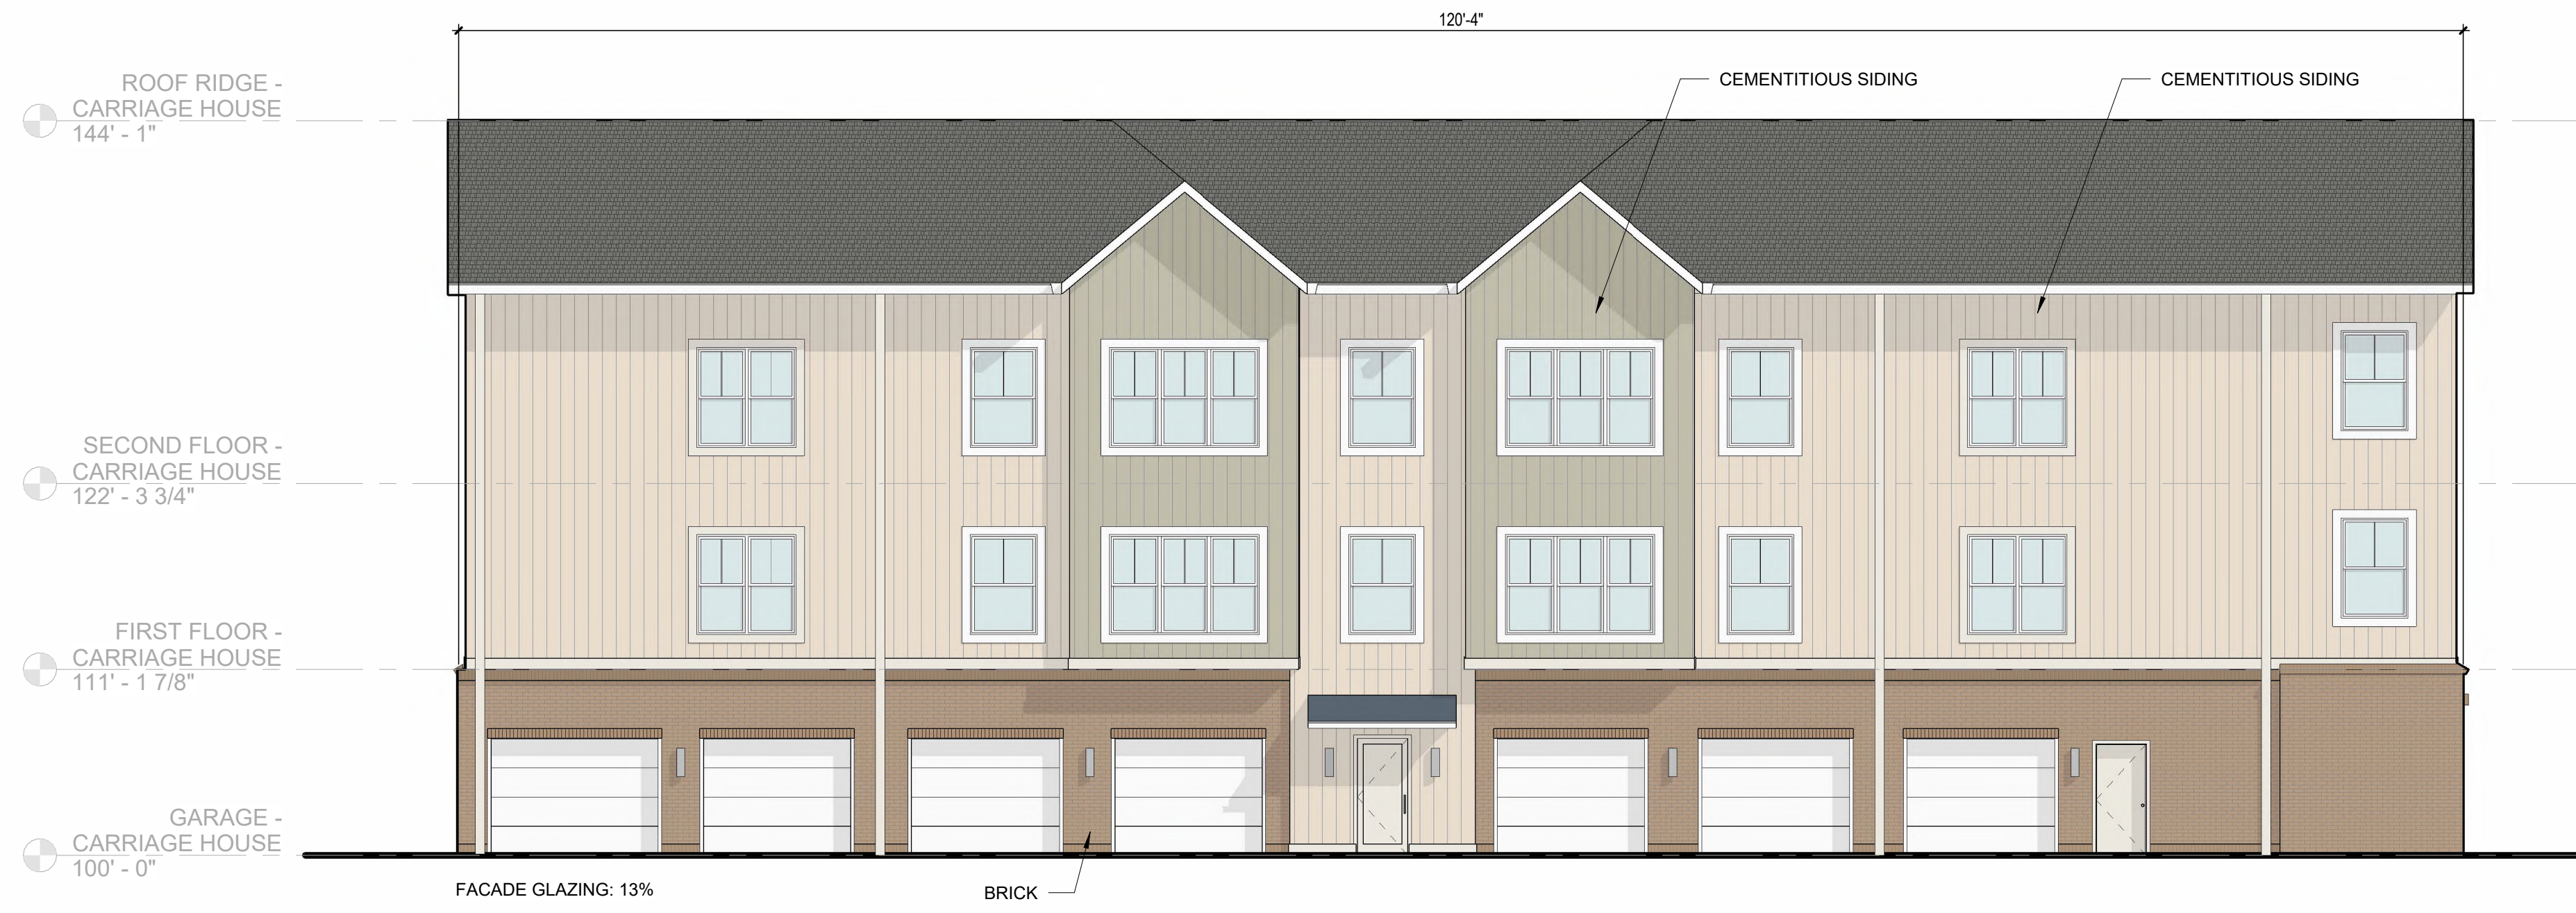 120'-4"
CEMENTITIOUS SIDING
CEMENTITIOUS SIDING
ROOF RIDGE -
CARRIAGE HOUSE
144' - 1"
SECOND FLOOR -
CARRIAGE HOUSE
122' - 3 3/4"
FIRST FLOOR -
CARRIAGE HOUSE
111' - 1 7/8"
GARAGE -
CARRIAGE HOUSE
100' - 0"
FACADE GLAZING: 13%
BRICK